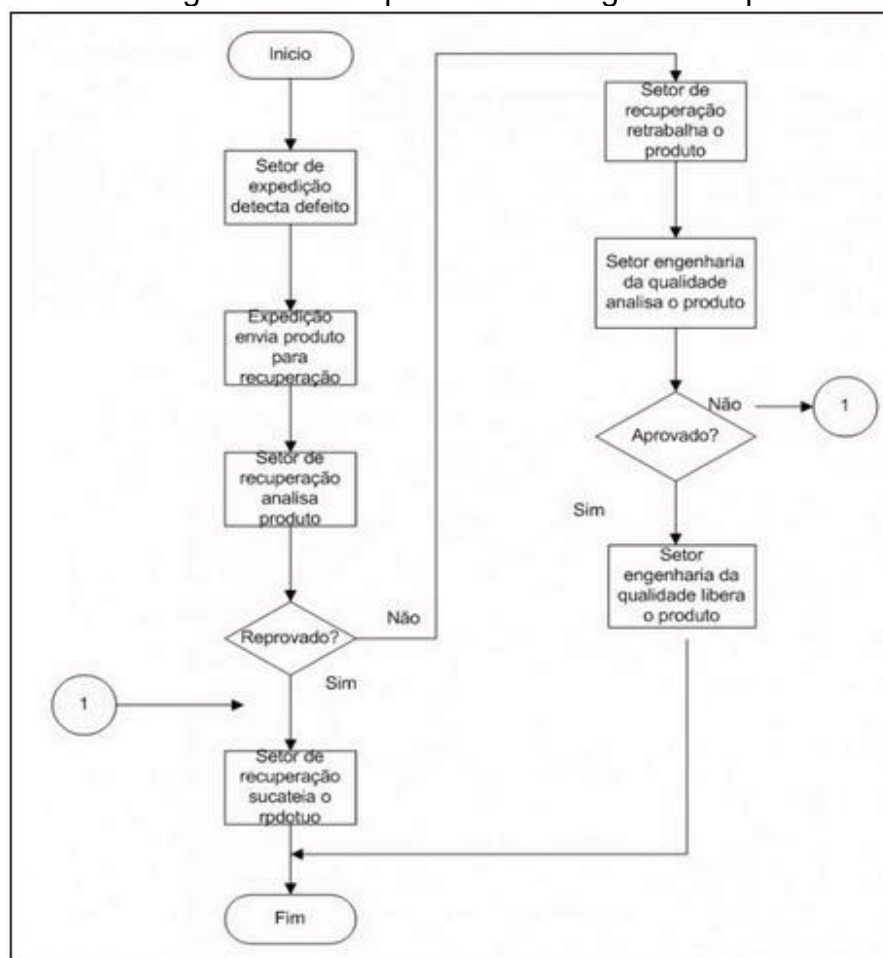 Inicio
Setor de
expedição
detecta defeito
Expedição
envia produto
para
recuperação
Setor de
recuperação
analisa
produto
Reprovado?
Não
Sim
1
Setor de
recuperação
sucateia o
rpdotuo
Fim
Setor de
recuperação
retrabalha o
produto
Setor engenharia
da qualidade
analisa o produto
Aprovado?
Não
1
Sim
Setor
engenharia da
qualidade libera
o produto